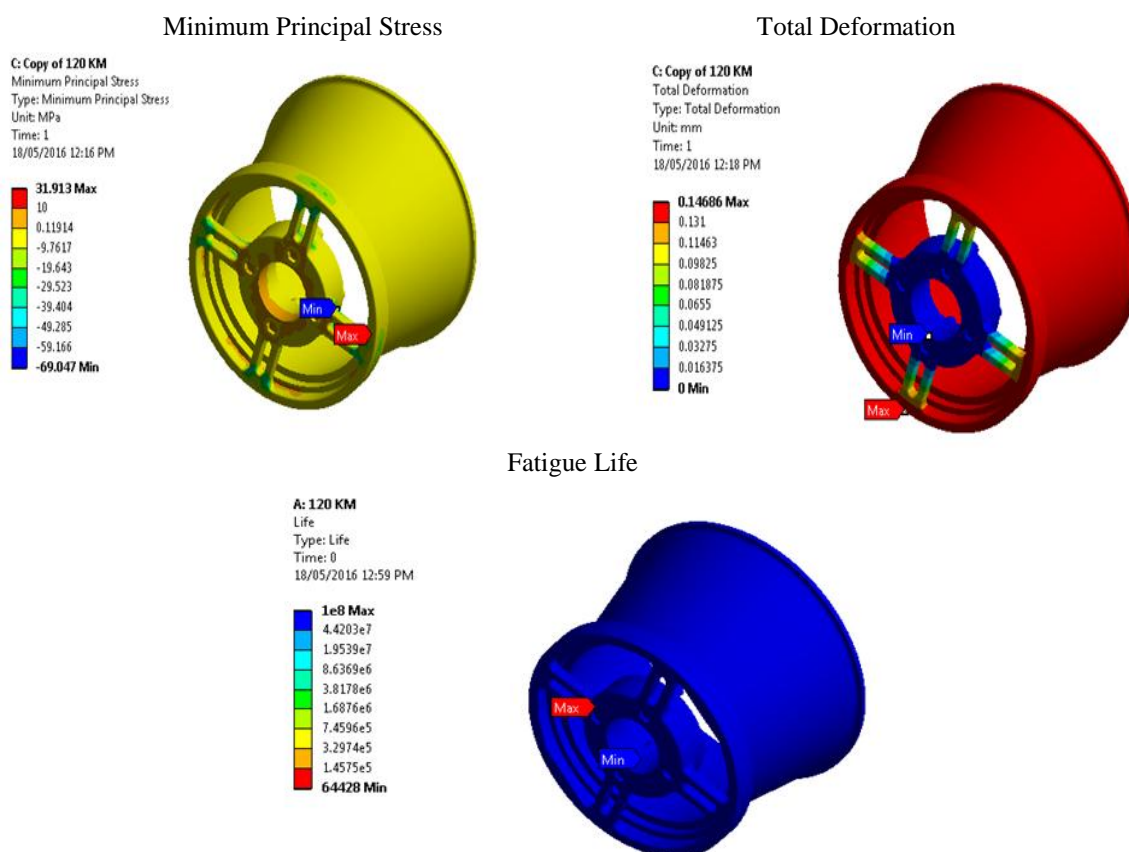 Minimum Principal Stress
C: Copy of 120 KM
Minimum Principal Stress
Type: Minimum Principal Stress
Unit: MPa
Time: 1
18/05/2016 12:16 PM
31.913 Max
10
0.11914
-9.7617
-19.643
-29.523
-39.404
-49.285
-59.166
-69.047 Min
Min
Max
Total Deformation
C: Copy of 120 KM
Total Deformation
Type: Total Deformation
Unit: mm
Time: 1
18/05/2016 12:18 PM
0.14686 Max
0.131
0.11463
0.09825
0.081875
0.0655
0.049125
0.03275
0.016375
0 Min
Min
Max
Fatigue Life
A: 120 KM
Life
Type: Life
Time: 0
18/05/2016 12:59 PM
1e8 Max
4.4203e7
1.9539e7
8.6369e6
3.8178e6
1.6876e6
7.4596e5
3.2974e5
1.4575e5
64428 Min
Max
Min